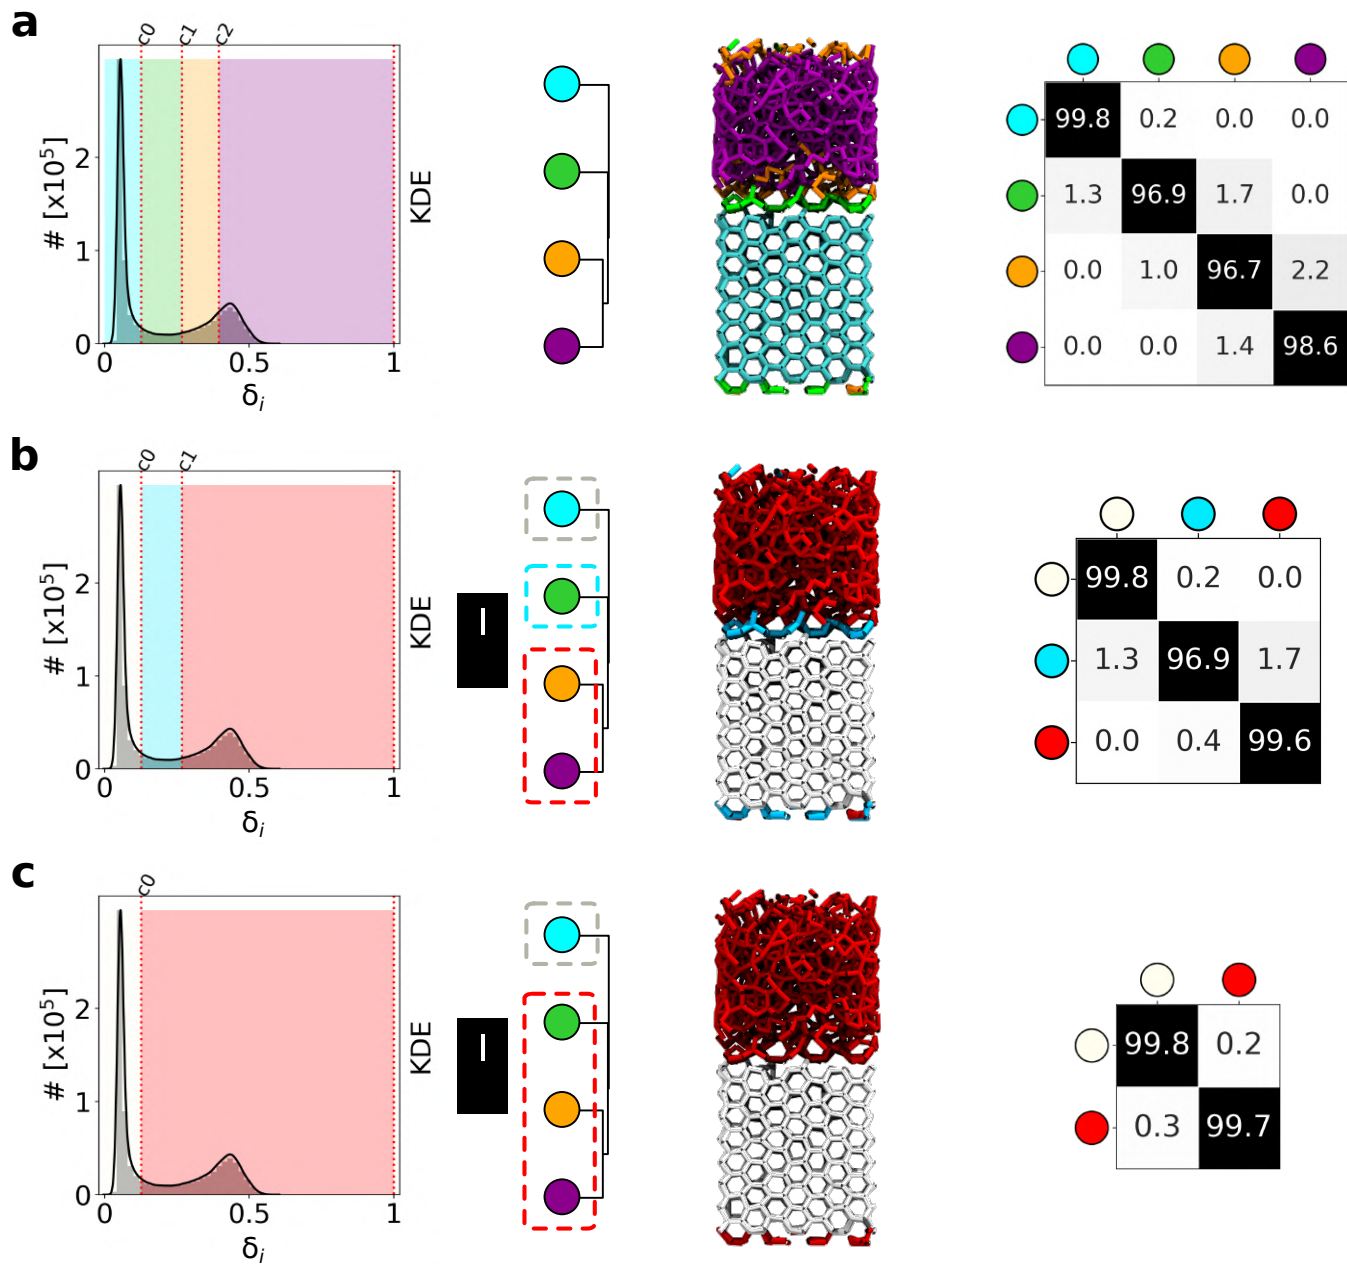 a
c0 c1 c2
# [x10⁵]
2
1
0
0 0.5 1
δᵢ
KDE
99.8 0.2 0.0 0.0
1.3 96.9 1.7 0.0
0.0 1.0 96.7 2.2
0.0 0.0 1.4 98.6
b
c0 c1
# [x10⁵]
2
1
0
0 0.5 1
δᵢ
KDE
99.8 0.2 0.0
1.3 96.9 1.7
0.0 0.4 99.6
c
c0
# [x10⁵]
2
1
0
0 0.5 1
δᵢ
KDE
99.8 0.2
0.3 99.7